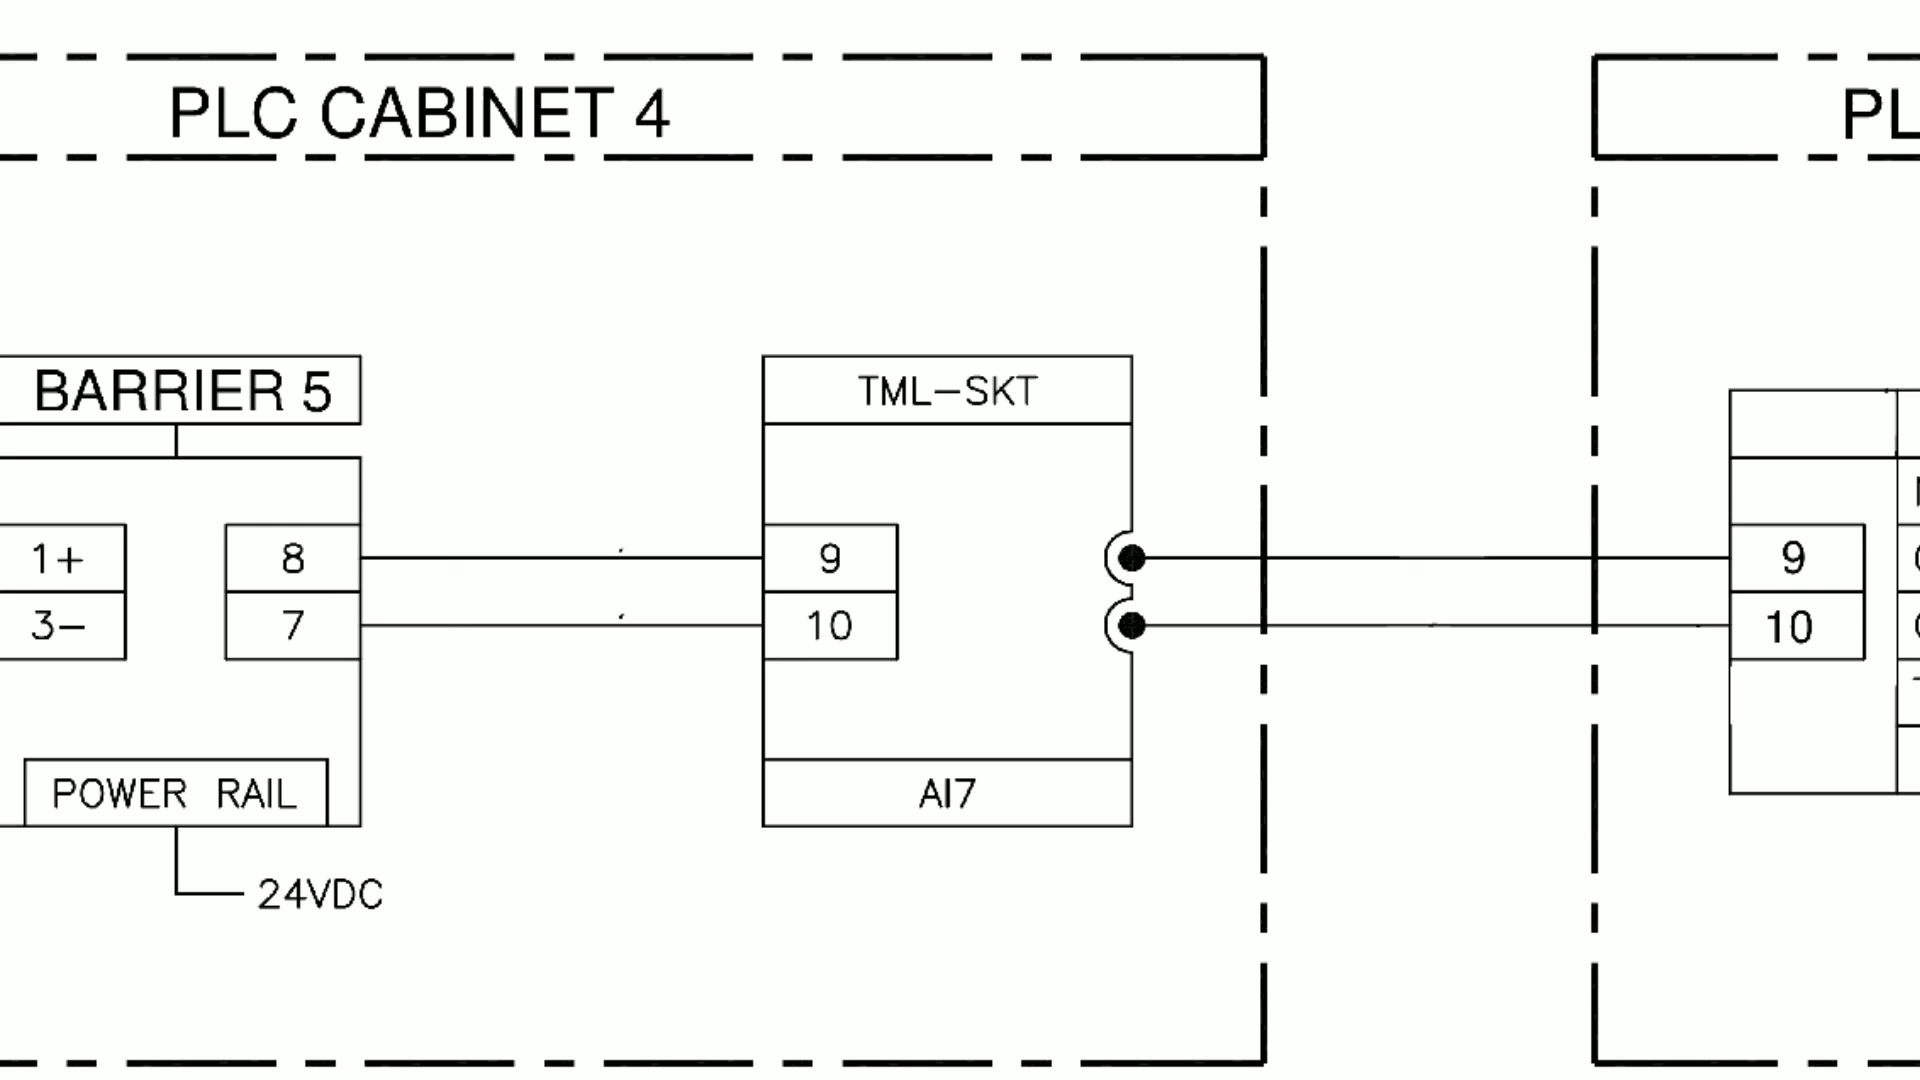 PLC CABINET 4
PL
BARRIER 5
TML-SKT
1+
8
9
9
3-
7
10
10
POWER RAIL
AI7
24VDC